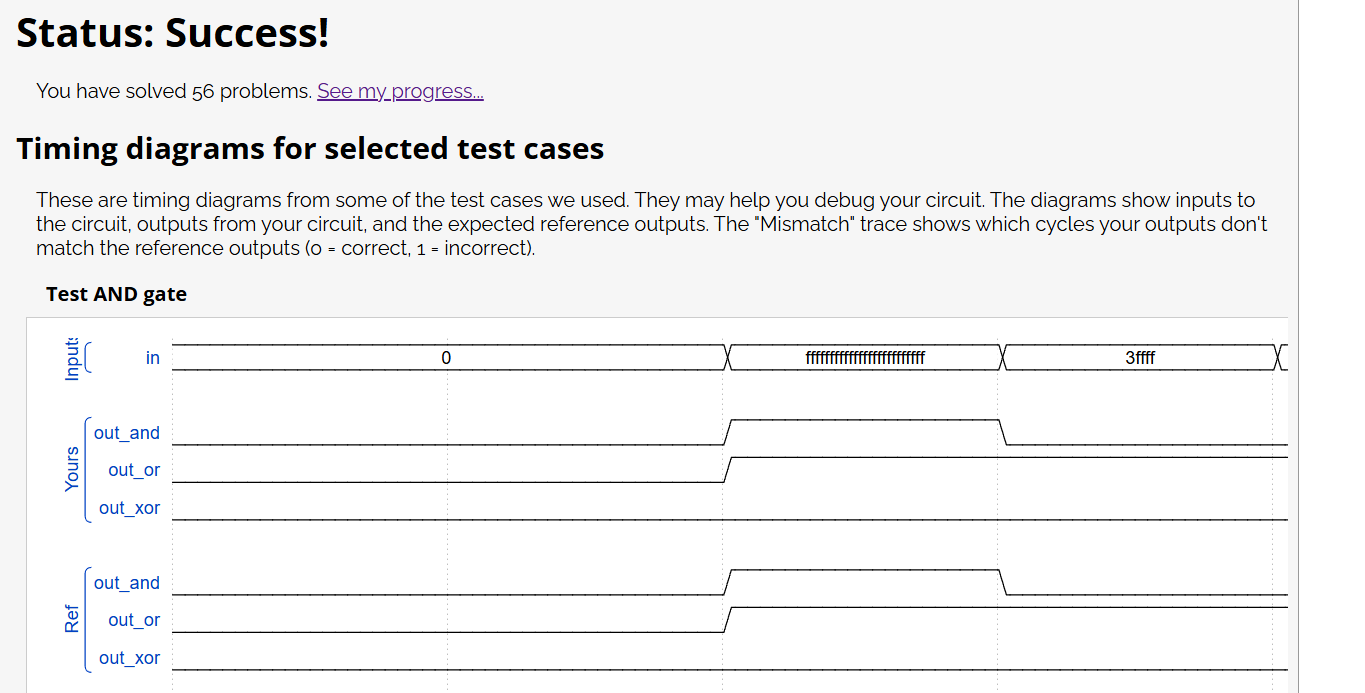 Status: Success!
You have solved 56 problems. See my progress...
Timing diagrams for selected test cases
These are timing diagrams from some of the test cases we used. They may help you debug your circuit. The diagrams show inputs to
the circuit, outputs from your circuit, and the expected reference outputs. The "Mismatch" trace shows which cycles your outputs don't
match the reference outputs (0 = correct, 1 = incorrect).
Test AND gate
Inputs
in
0
fffffffffffffffffffffffff
3ffff
Yours
out_and
out_or
out_xor
Ref
out_and
out_or
out_xor